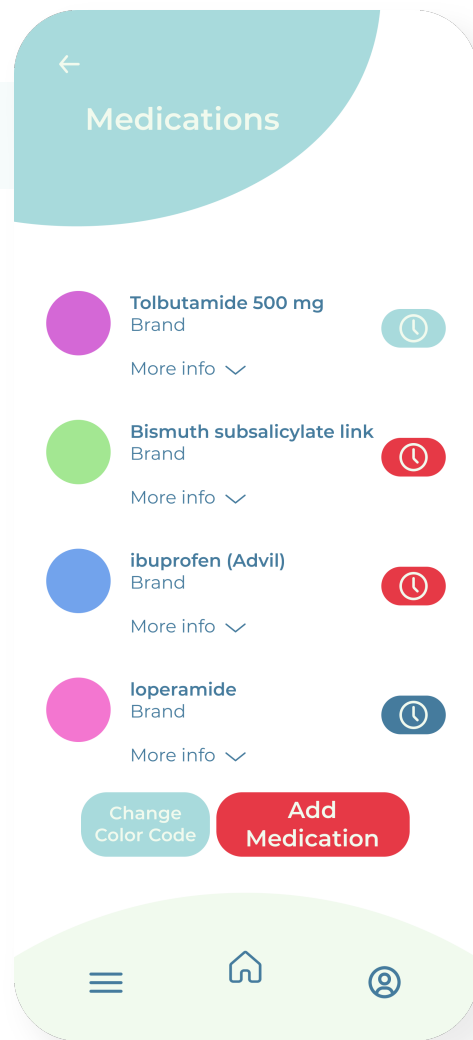 Medications
Tolbutamide 500 mg
Brand
More info
Bismuth subsalicylate link
Brand
More info
ibuprofen (Advil)
Brand
More info
loperamide
Brand
More info
Change
Color Code
Add
Medication